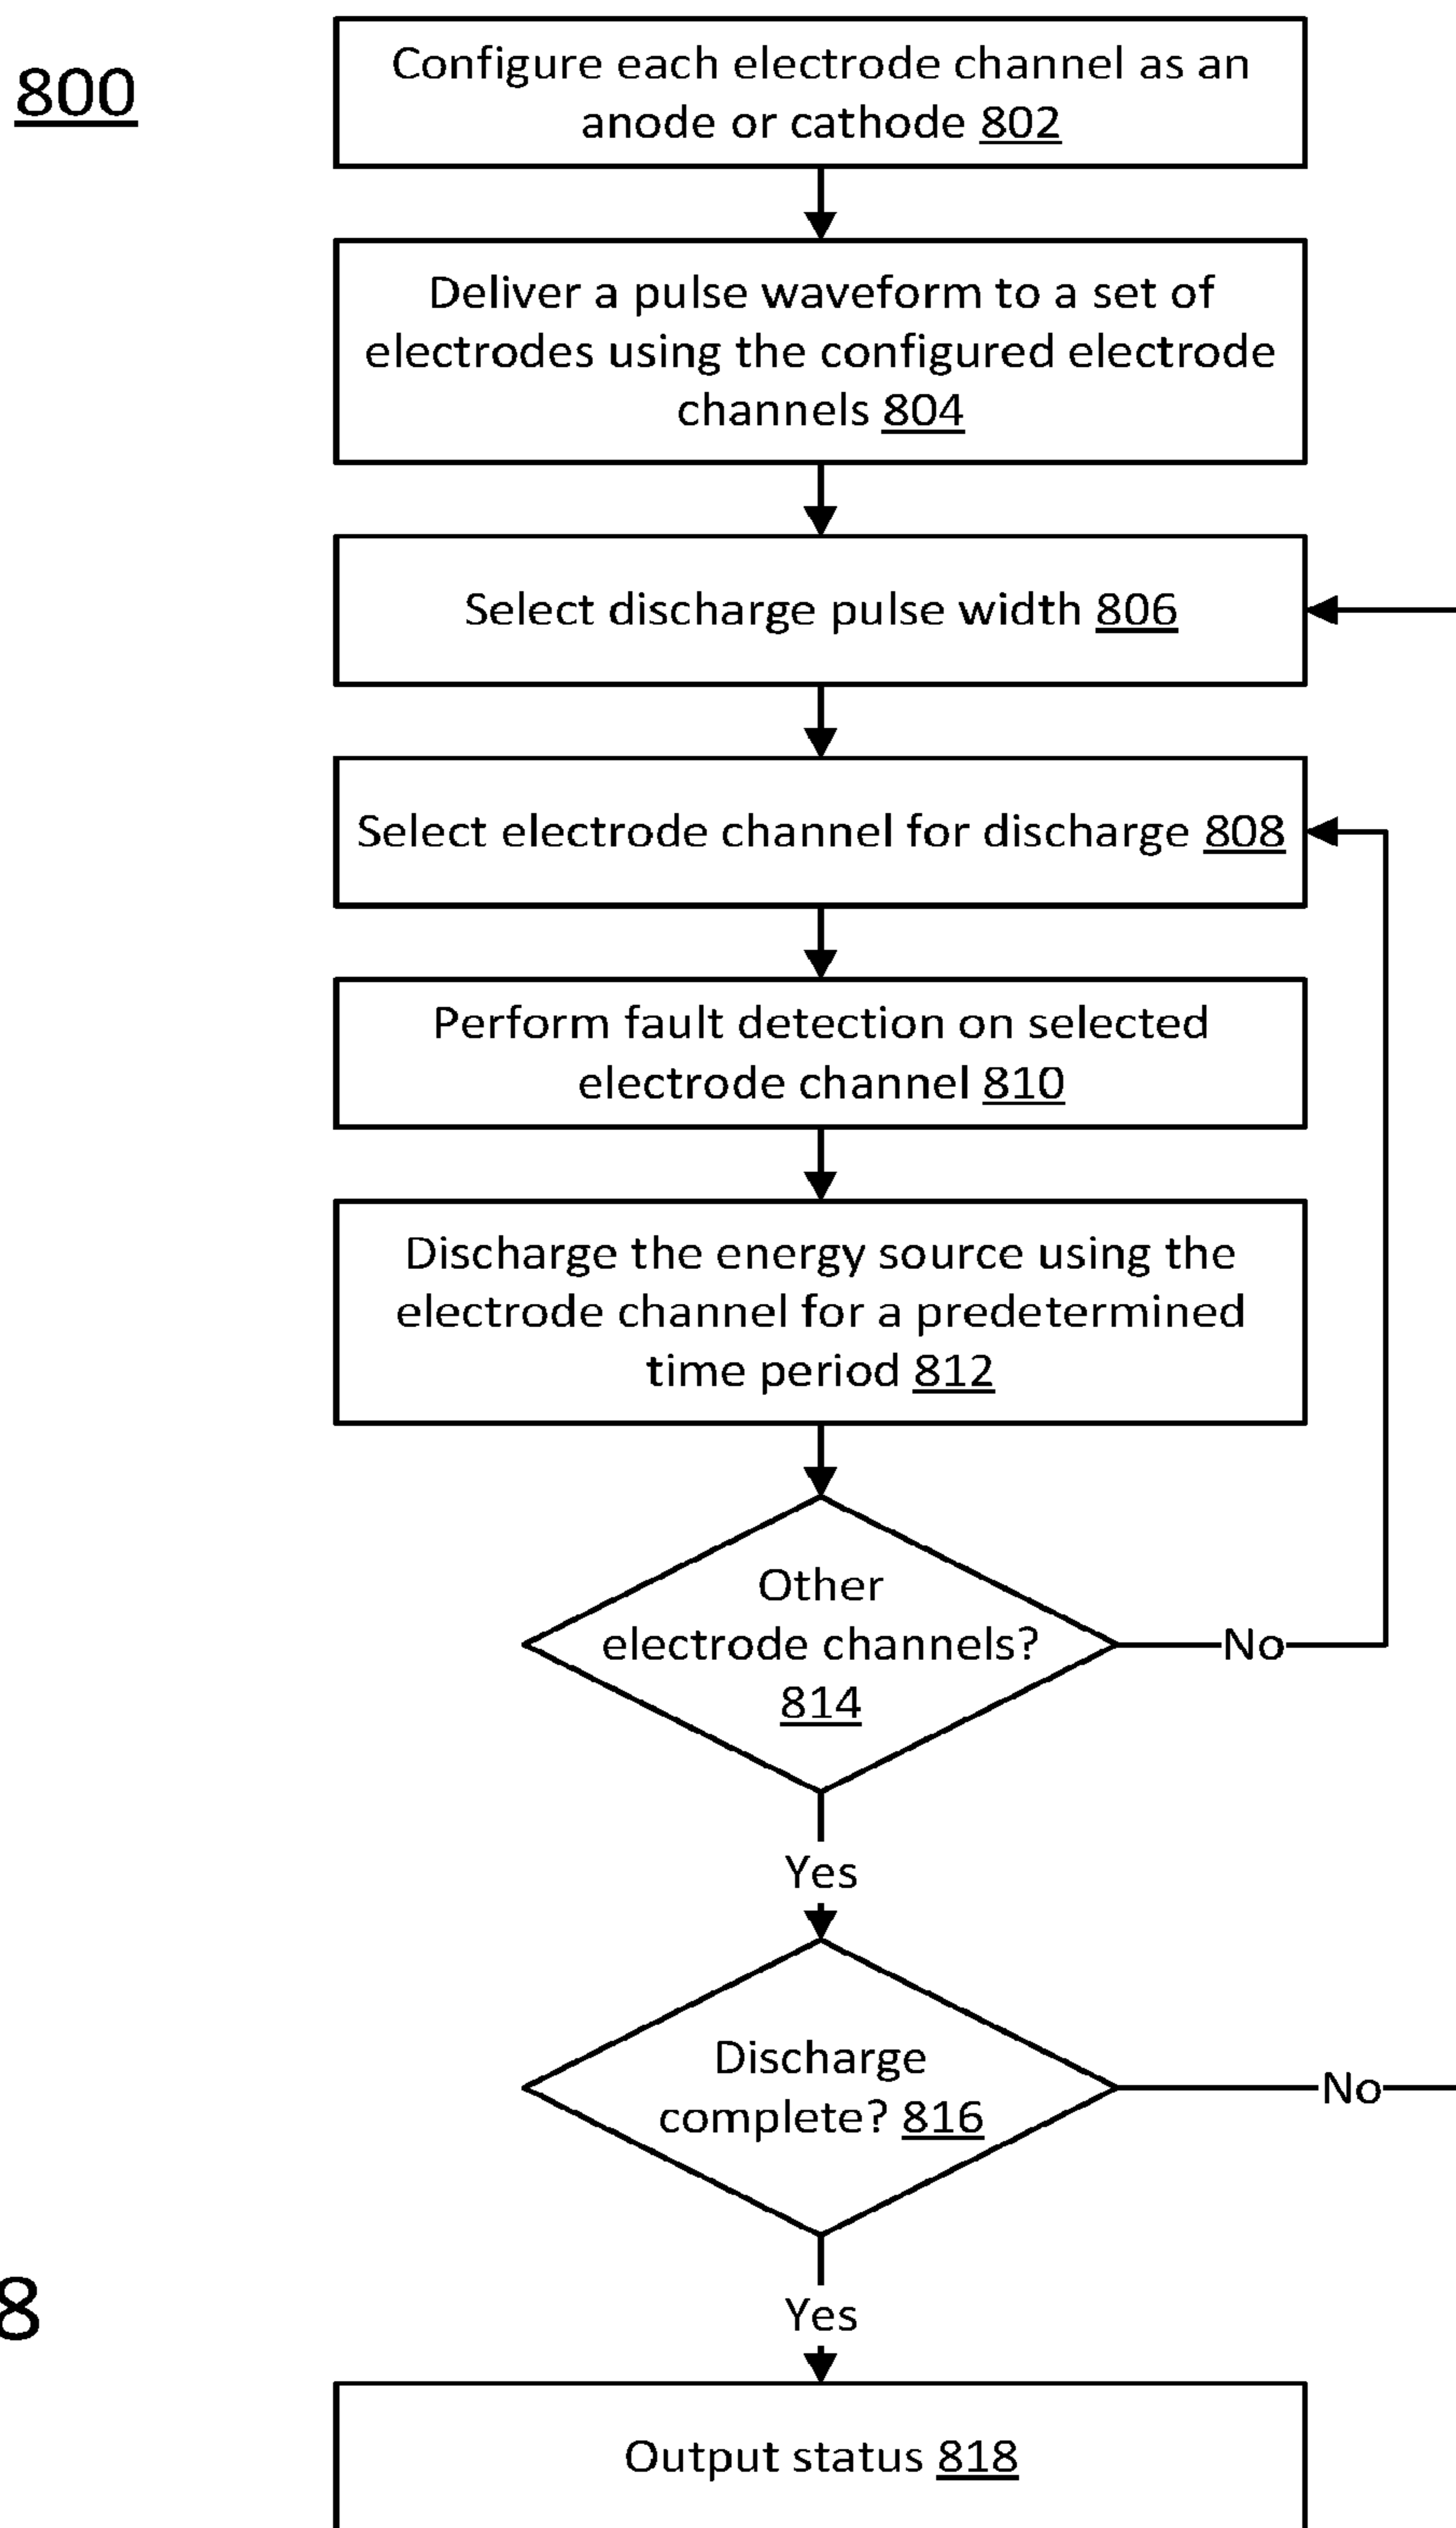 800
Configure each electrode channel as an
anode or cathode 802
Deliver a pulse waveform to a set of
electrodes using the configured electrode
channels 804
Select discharge pulse width 806
Select electrode channel for discharge 808
Perform fault detection on selected
electrode channel 810
Discharge the energy source using the
electrode channel for a predetermined
time period 812
Other
electrode channels?
814
No
Yes
Discharge
complete? 816
No
Yes
8
Output status 818